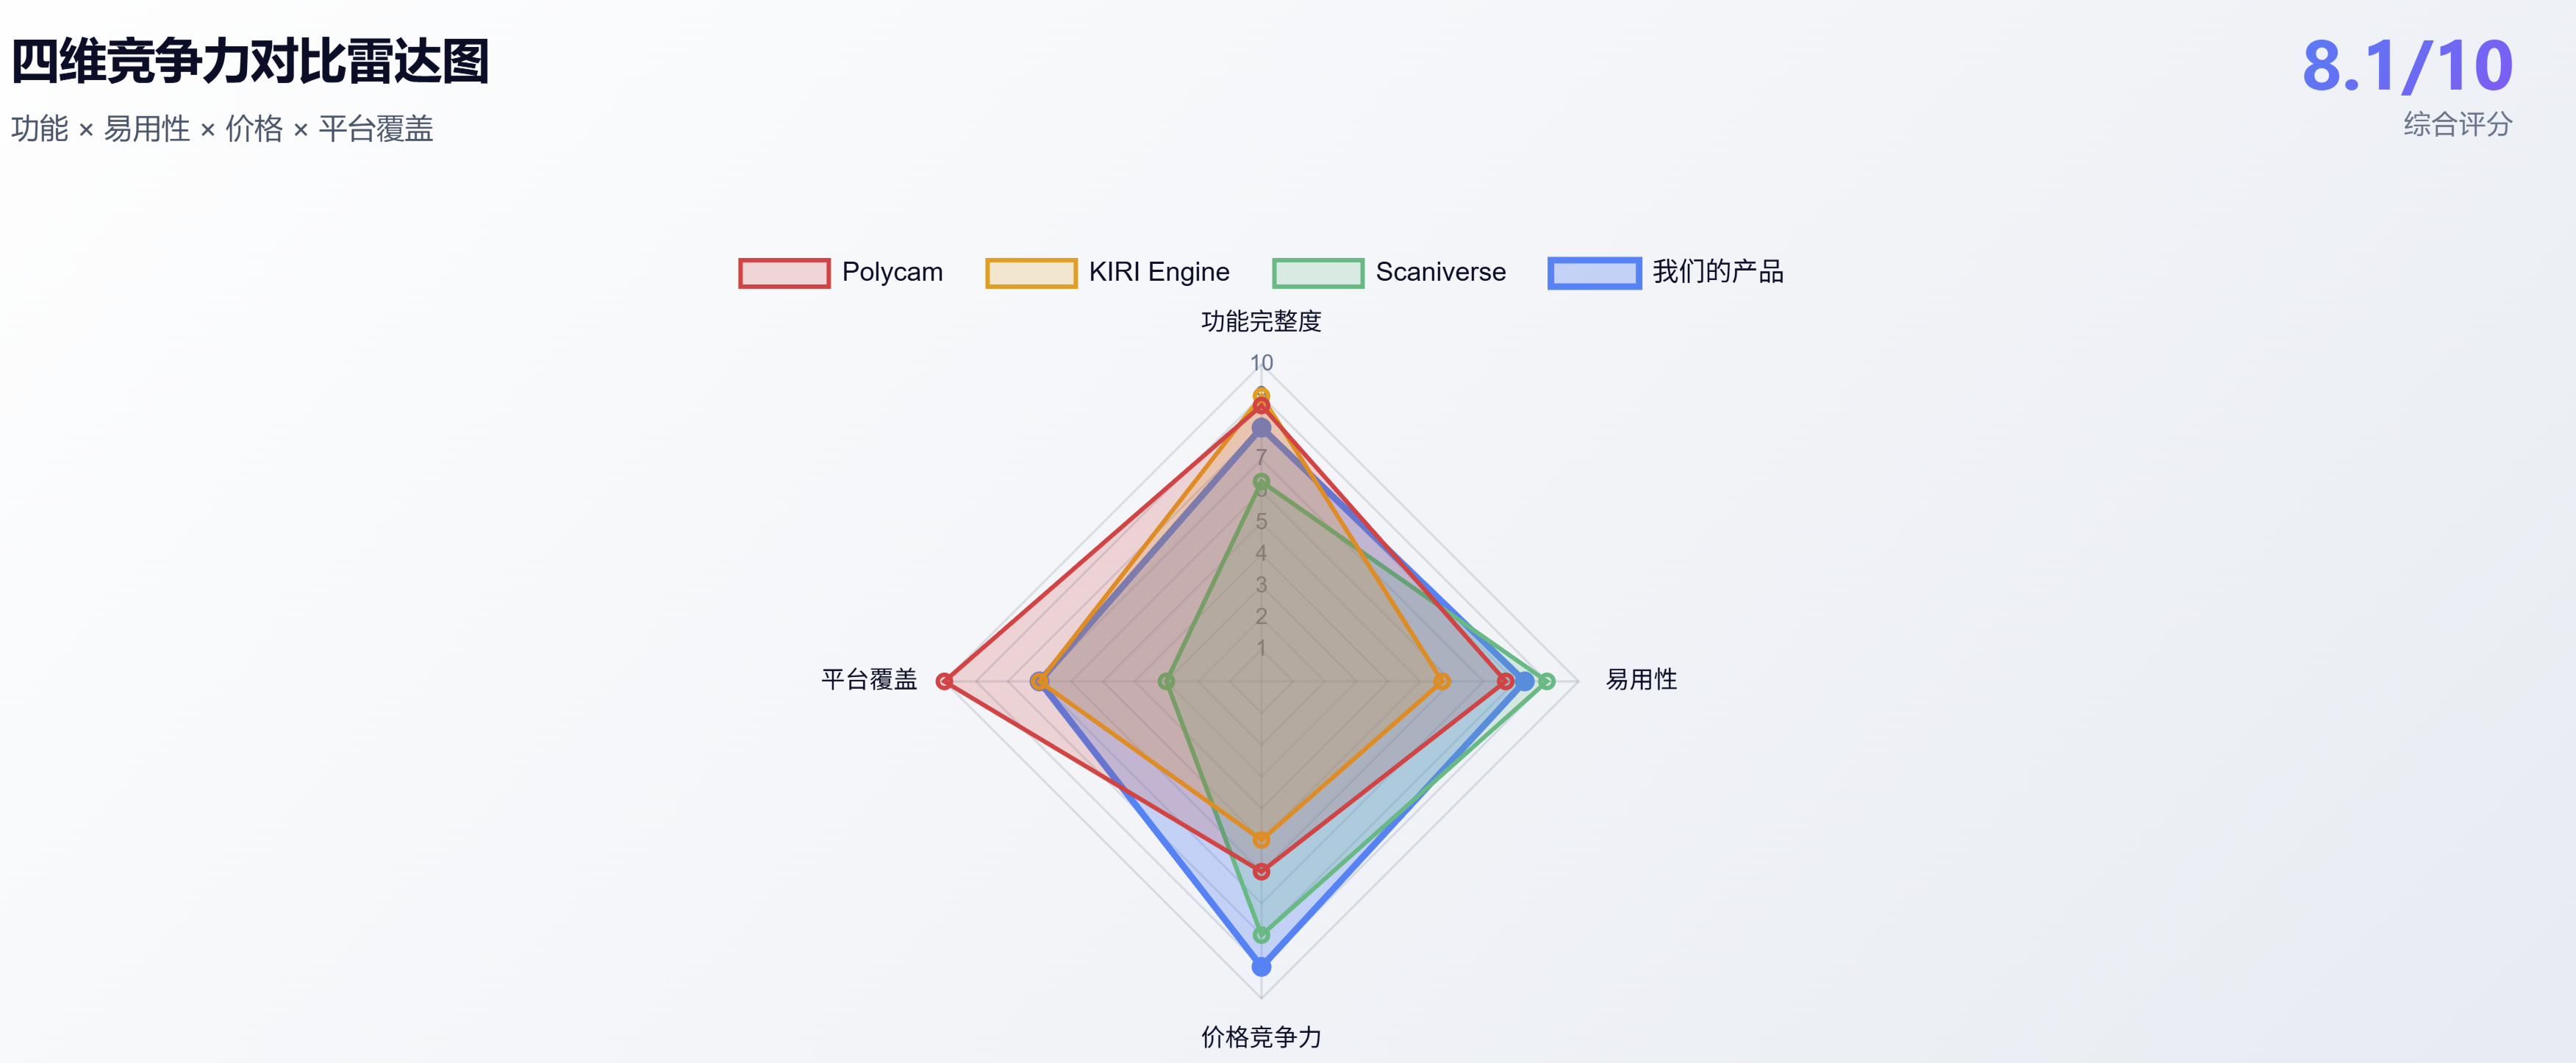 四维竞争力对比雷达图
功能 × 易用性 × 价格 × 平台覆盖
8.1/10
综合评分
Polycam
KIRI Engine
Scaniverse
我们的产品
功能完整度
10
7
5
4
3
2
1
平台覆盖
易用性
价格竞争力